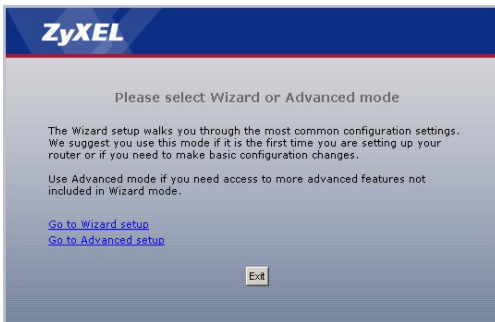 ZyXEL
Please select Wizard or Advanced mode
The Wizard setup walks you through the most common configuration settings.
We suggest you use this mode if it is the first time you are setting up your
router or if you need to make basic configuration changes.
Use Advanced mode if you need access to more advanced features not
included in Wizard mode.
Go to Wizard setup
Go to Advanced setup
Exit